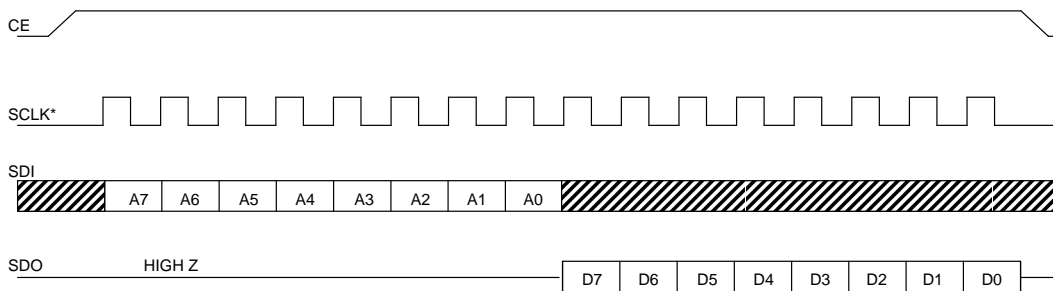 CE
SCLK*
SDI
A7 A6 A5 A4 A3 A2 A1 A0
SDO HIGH Z
D7 D6 D5 D4 D3 D2 D1 D0